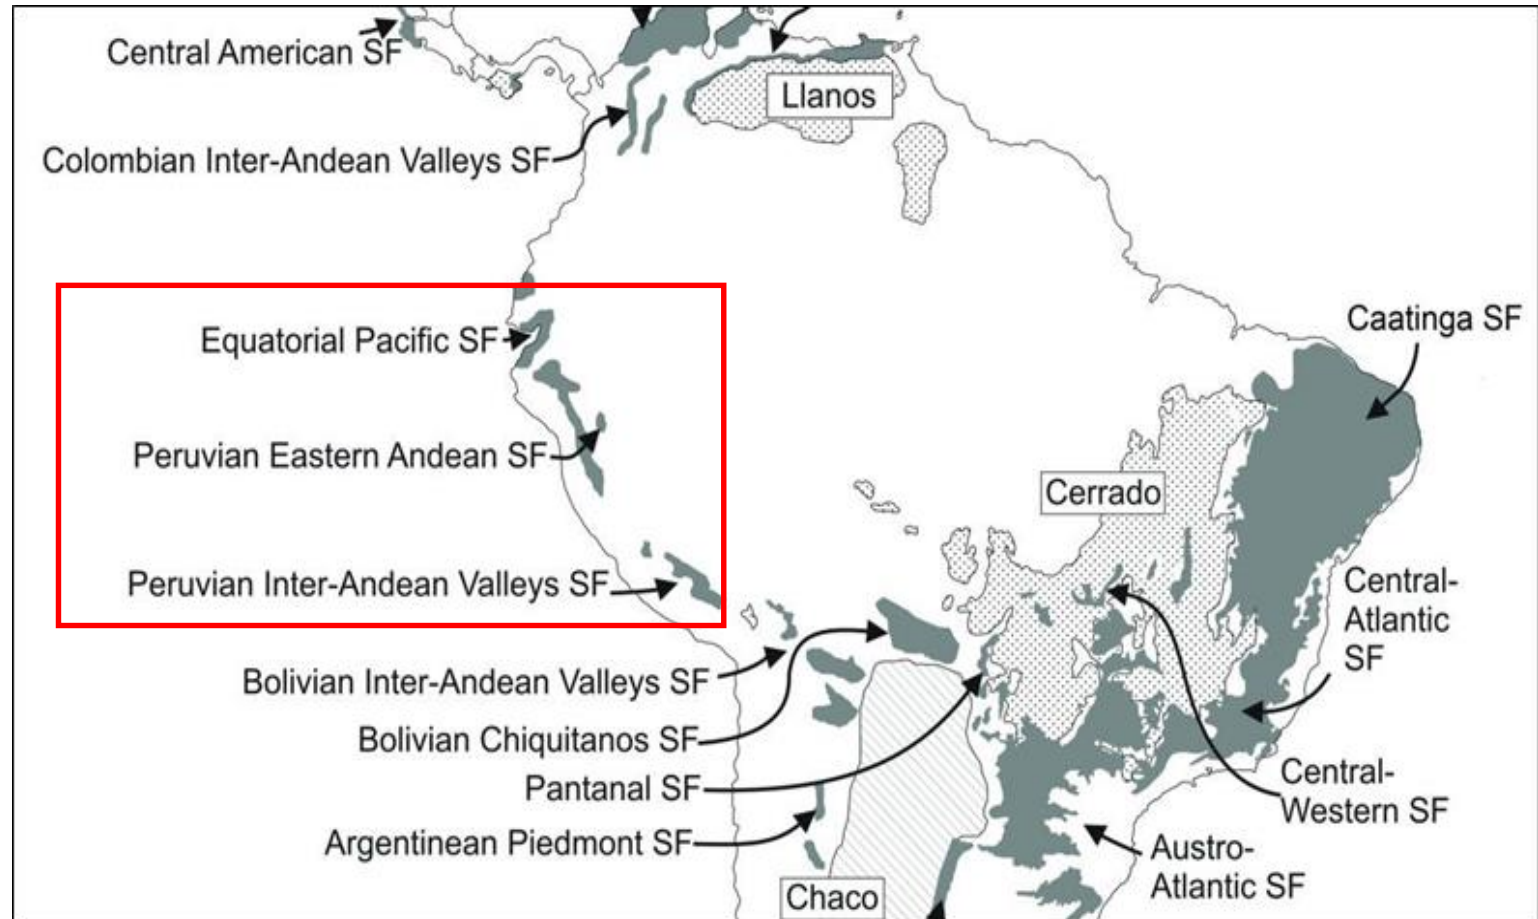 Central American SF
Llanos
Colombian Inter-Andean Valleys SF
Equatorial Pacific SF
Caatinga SF
Peruvian Eastern Andean SF
Cerrado
Peruvian Inter-Andean Valleys SF
Central-
Atlantic
SF
Bolivian Inter-Andean Valleys SF
Bolivian Chiquitanos SF
Pantanal SF
Central-
Western SF
Argentinean Piedmont SF
Austro-
Atlantic SF
Chaco